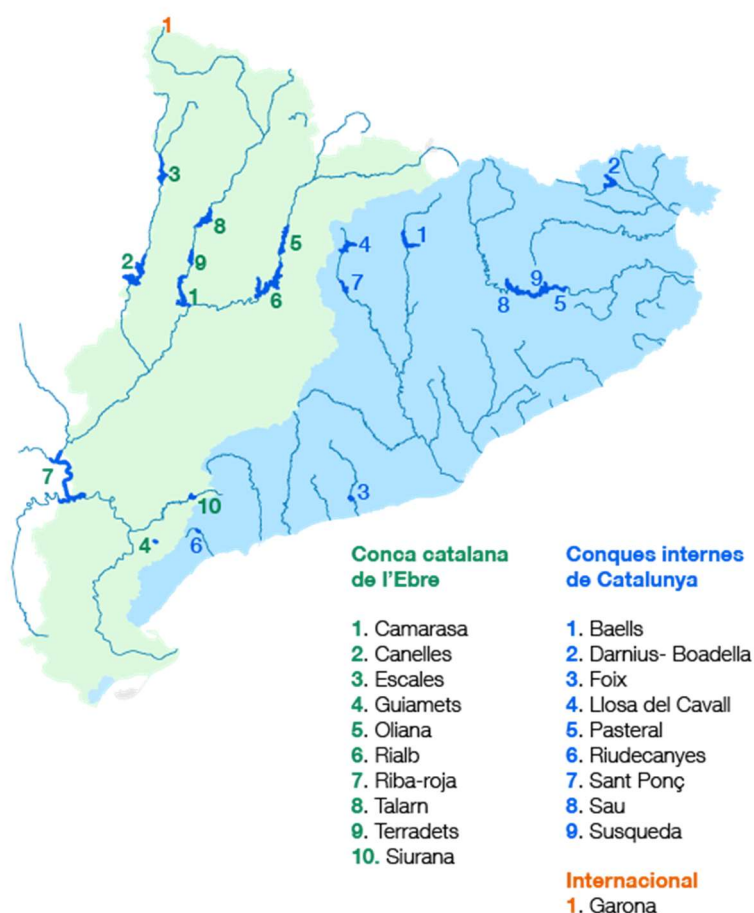 1
2
3
8
5
4
1
9
2
7
9
1
6
8
5
7
3
10
4
6
Conca catalana
de l'Ebre
1. Camarasa
2. Canelles
3. Escales
4. Guiamets
5. Oliana
6. Rialb
7. Riba-roja
8. Talarn
9. Terradets
10. Siurana
Conques internes
de Catalunya
1. Baells
2. Darnius- Boadella
3. Foix
4. Llosa del Cavall
5. Pasteral
6. Riudecanyes
7. Sant Ponç
8. Sau
9. Susqueda
Internacional
1. Garona